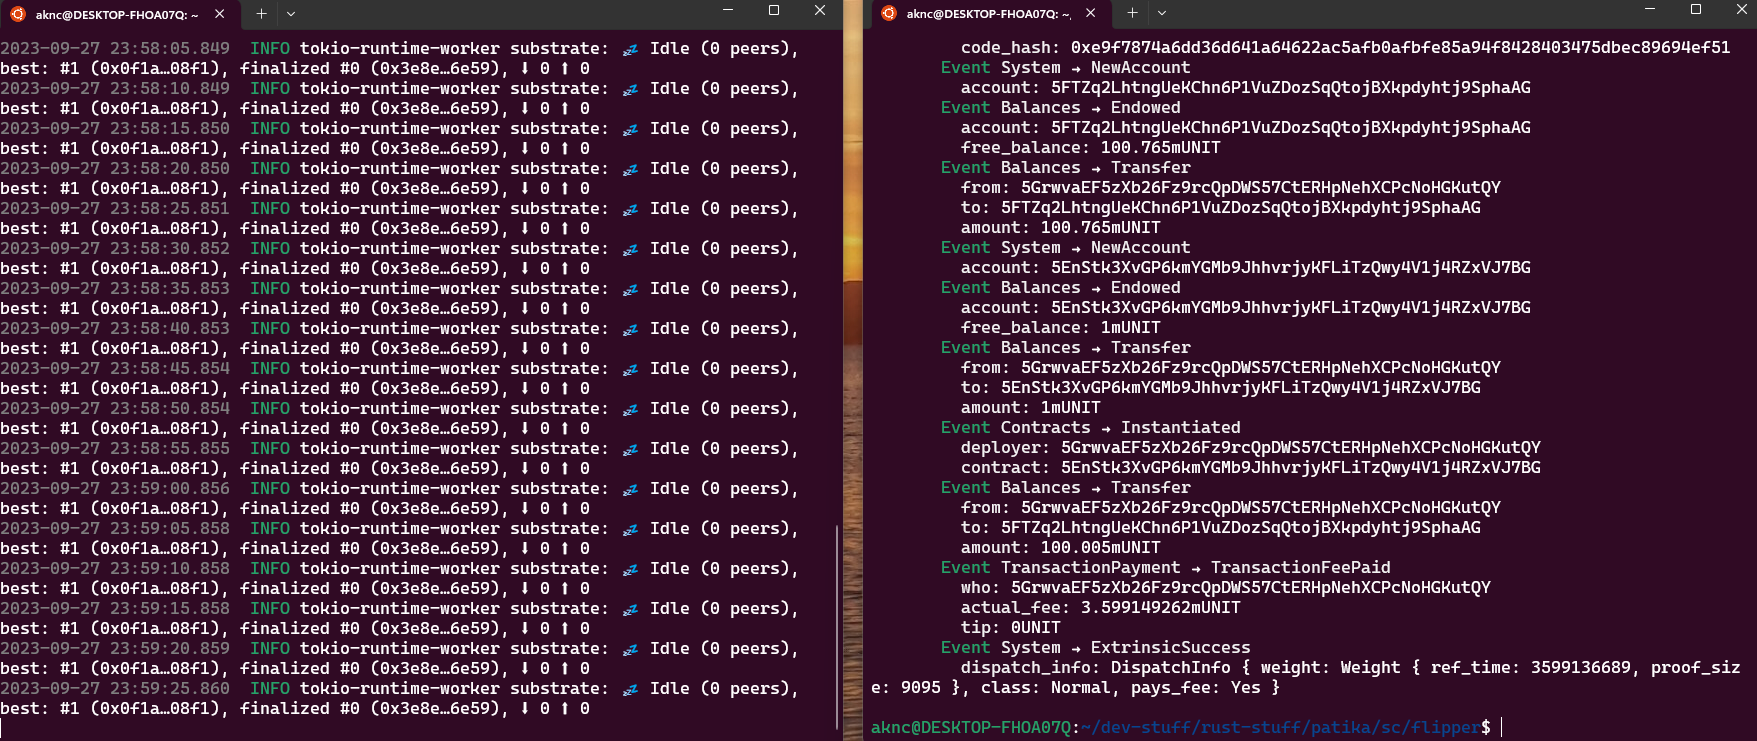 aknc@DESKTOP-FHOA07Q: ~
2023-09-27 23:58:05.849 INFO tokio-runtime-worker substrate: 💤 Idle (0 peers),
best: #1 (0x0f1a…08f1), finalized #0 (0x3e8e…6e59), ⬇ 0 ⬆ 0
2023-09-27 23:58:10.849 INFO tokio-runtime-worker substrate: 💤 Idle (0 peers),
best: #1 (0x0f1a…08f1), finalized #0 (0x3e8e…6e59), ⬇ 0 ⬆ 0
2023-09-27 23:58:15.850 INFO tokio-runtime-worker substrate: 💤 Idle (0 peers),
best: #1 (0x0f1a…08f1), finalized #0 (0x3e8e…6e59), ⬇ 0 ⬆ 0
2023-09-27 23:58:20.850 INFO tokio-runtime-worker substrate: 💤 Idle (0 peers),
best: #1 (0x0f1a…08f1), finalized #0 (0x3e8e…6e59), ⬇ 0 ⬆ 0
2023-09-27 23:58:25.851 INFO tokio-runtime-worker substrate: 💤 Idle (0 peers),
best: #1 (0x0f1a…08f1), finalized #0 (0x3e8e…6e59), ⬇ 0 ⬆ 0
2023-09-27 23:58:30.852 INFO tokio-runtime-worker substrate: 💤 Idle (0 peers),
best: #1 (0x0f1a…08f1), finalized #0 (0x3e8e…6e59), ⬇ 0 ⬆ 0
2023-09-27 23:58:35.853 INFO tokio-runtime-worker substrate: 💤 Idle (0 peers),
best: #1 (0x0f1a…08f1), finalized #0 (0x3e8e…6e59), ⬇ 0 ⬆ 0
2023-09-27 23:58:40.853 INFO tokio-runtime-worker substrate: 💤 Idle (0 peers),
best: #1 (0x0f1a…08f1), finalized #0 (0x3e8e…6e59), ⬇ 0 ⬆ 0
2023-09-27 23:58:45.854 INFO tokio-runtime-worker substrate: 💤 Idle (0 peers),
best: #1 (0x0f1a…08f1), finalized #0 (0x3e8e…6e59), ⬇ 0 ⬆ 0
2023-09-27 23:58:50.854 INFO tokio-runtime-worker substrate: 💤 Idle (0 peers),
best: #1 (0x0f1a…08f1), finalized #0 (0x3e8e…6e59), ⬇ 0 ⬆ 0
2023-09-27 23:58:55.855 INFO tokio-runtime-worker substrate: 💤 Idle (0 peers),
best: #1 (0x0f1a…08f1), finalized #0 (0x3e8e…6e59), ⬇ 0 ⬆ 0
2023-09-27 23:59:00.856 INFO tokio-runtime-worker substrate: 💤 Idle (0 peers),
best: #1 (0x0f1a…08f1), finalized #0 (0x3e8e…6e59), ⬇ 0 ⬆ 0
2023-09-27 23:59:05.858 INFO tokio-runtime-worker substrate: 💤 Idle (0 peers),
best: #1 (0x0f1a…08f1), finalized #0 (0x3e8e…6e59), ⬇ 0 ⬆ 0
2023-09-27 23:59:10.858 INFO tokio-runtime-worker substrate: 💤 Idle (0 peers),
best: #1 (0x0f1a…08f1), finalized #0 (0x3e8e…6e59), ⬇ 0 ⬆ 0
2023-09-27 23:59:15.858 INFO tokio-runtime-worker substrate: 💤 Idle (0 peers),
best: #1 (0x0f1a…08f1), finalized #0 (0x3e8e…6e59), ⬇ 0 ⬆ 0
2023-09-27 23:59:20.859 INFO tokio-runtime-worker substrate: 💤 Idle (0 peers),
best: #1 (0x0f1a…08f1), finalized #0 (0x3e8e…6e59), ⬇ 0 ⬆ 0
2023-09-27 23:59:25.860 INFO tokio-runtime-worker substrate: 💤 Idle (0 peers),
best: #1 (0x0f1a…08f1), finalized #0 (0x3e8e…6e59), ⬇ 0 ⬆ 0
aknc@DESKTOP-FHOA07Q: ~/
code_hash: 0xe9f7874a6dd36d641a64622ac5afb0afbfe85a94f8428403475dbec89694ef51
Event System → NewAccount
account: 5FTZq2LhtngUeKChn6P1VuZDozSqQtojBXkpdyhtj9SphaAG
Event Balances → Endowed
account: 5FTZq2LhtngUeKChn6P1VuZDozSqQtojBXkpdyhtj9SphaAG
free_balance: 100.765mUNIT
Event Balances → Transfer
from: 5GrwvaEF5zXb26Fz9rcQpDWS57CtERHpNehXCPcNoHGKutQY
to: 5FTZq2LhtngUeKChn6P1VuZDozSqQtojBXkpdyhtj9SphaAG
amount: 100.765mUNIT
Event System → NewAccount
account: 5EnStk3XvGP6kmYGMb9JhhvrjyKFLiTzQwy4V1j4RZxVJ7BG
Event Balances → Endowed
account: 5EnStk3XvGP6kmYGMb9JhhvrjyKFLiTzQwy4V1j4RZxVJ7BG
free_balance: 1mUNIT
Event Balances → Transfer
from: 5GrwvaEF5zXb26Fz9rcQpDWS57CtERHpNehXCPcNoHGKutQY
to: 5EnStk3XvGP6kmYGMb9JhhvrjyKFLiTzQwy4V1j4RZxVJ7BG
amount: 1mUNIT
Event Contracts → Instantiated
deployer: 5GrwvaEF5zXb26Fz9rcQpDWS57CtERHpNehXCPcNoHGKutQY
contract: 5EnStk3XvGP6kmYGMb9JhhvrjyKFLiTzQwy4V1j4RZxVJ7BG
Event Balances → Transfer
from: 5GrwvaEF5zXb26Fz9rcQpDWS57CtERHpNehXCPcNoHGKutQY
to: 5FTZq2LhtngUeKChn6P1VuZDozSqQtojBXkpdyhtj9SphaAG
amount: 100.005mUNIT
Event TransactionPayment → TransactionFeePaid
who: 5GrwvaEF5zXb26Fz9rcQpDWS57CtERHpNehXCPcNoHGKutQY
actual_fee: 3.599149262mUNIT
tip: 0UNIT
Event System → ExtrinsicSuccess
dispatch_info: DispatchInfo { weight: Weight { ref_time: 3599136689, proof_siz
e: 9095 }, class: Normal, pays_fee: Yes }
aknc@DESKTOP-FHOA07Q:~/dev-stuff/rust-stuff/patika/sc/flipper$